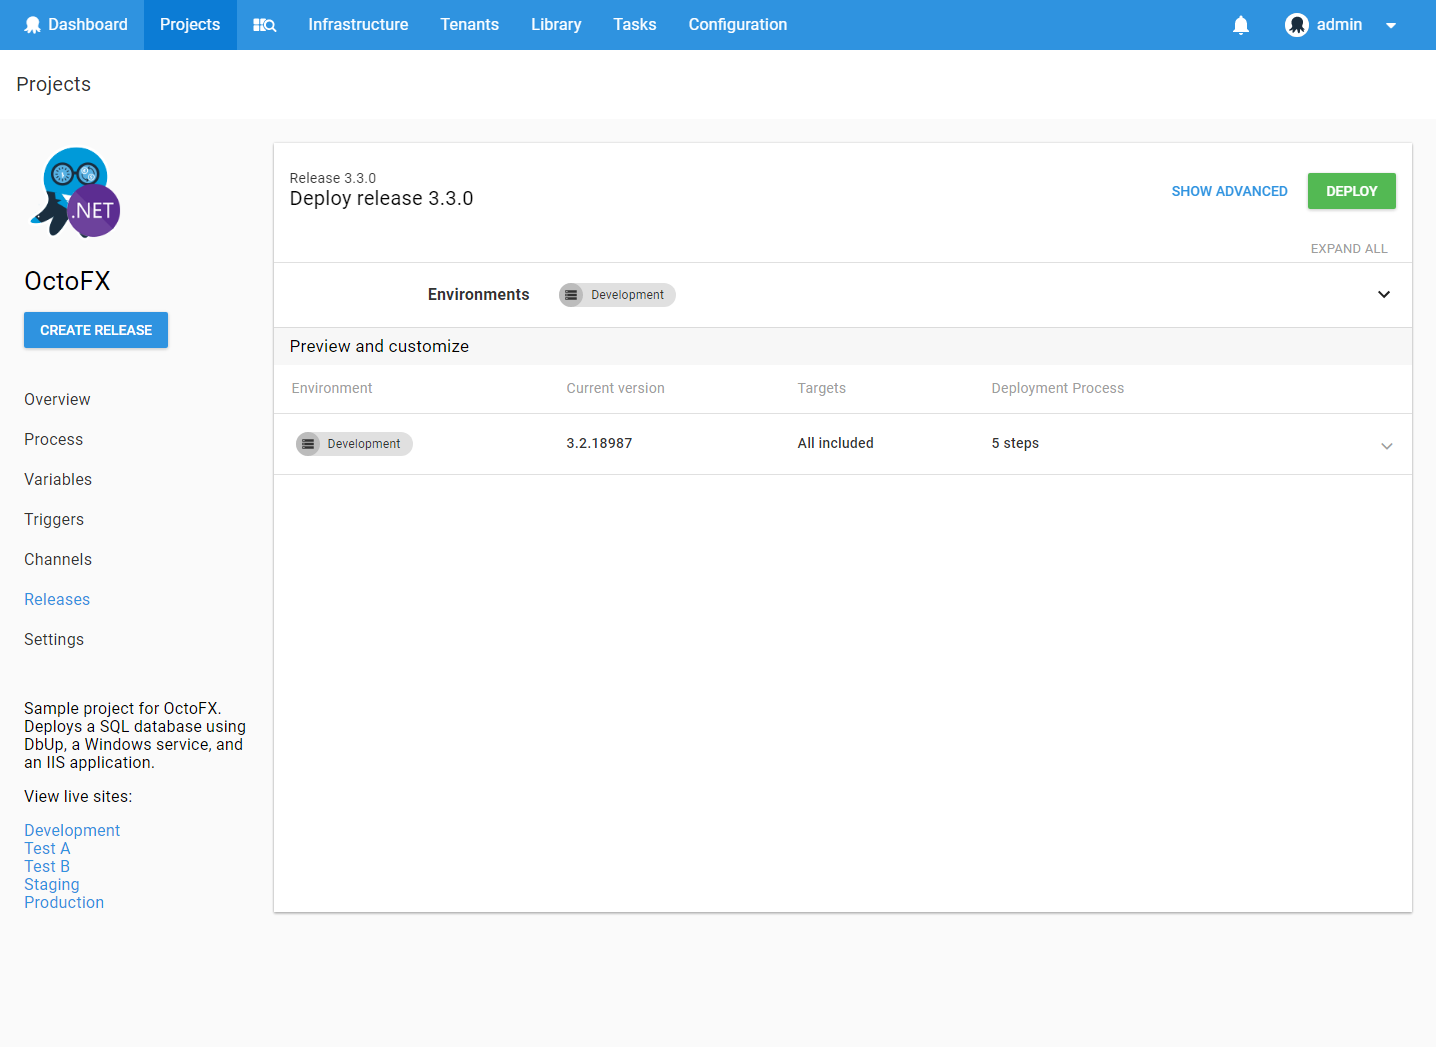 Dashboard Projects Infrastructure Tenants Library Tasks Configuration admin
Projects
.NET
OctoFX
CREATE RELEASE
Overview
Process
Variables
Triggers
Channels
Releases
Settings
Sample project for OctoFX.
Deploys a SQL database using
DbUp, a Windows service, and
an IIS application.
View live sites:
Development
Test A
Test B
Staging
Production
Release 3.3.0
Deploy release 3.3.0
SHOW ADVANCED DEPLOY
EXPAND ALL
Environments Development
Preview and customize
Environment Current version Targets Deployment Process
Development 3.2.18987 All included 5 steps